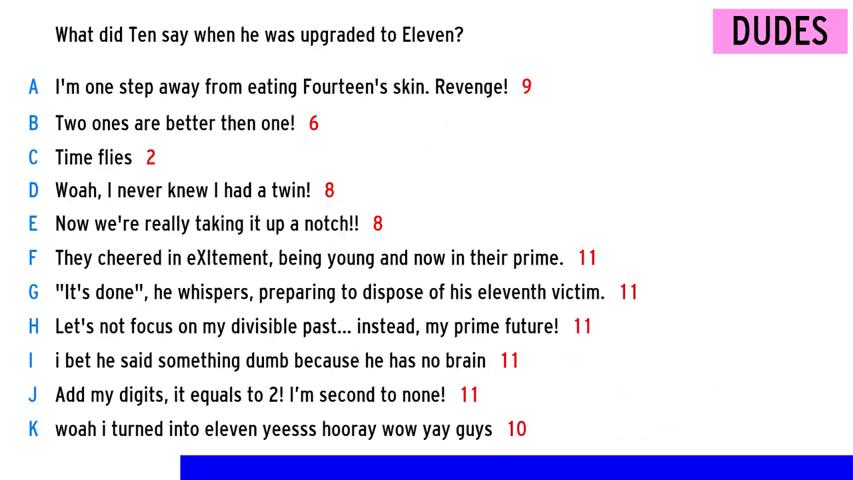 What did Ten say when he was upgraded to Eleven?
DUDES
A I'm one step away from eating Fourteen's skin. Revenge! 9
B Two ones are better then one! 6
C Time flies 2
D Woah, I never knew I had a twin! 8
E Now we're really taking it up a notch!! 8
F They cheered in eXItement, being young and now in their prime. 11
G "It's done", he whispers, preparing to dispose of his eleventh victim. 11
H Let's not focus on my divisible past... instead, my prime future! 11
I i bet he said something dumb because he has no brain 11
J Add my digits, it equals to 2! I'm second to none! 11
K woah i turned into eleven yeesss hooray wow yay guys 10